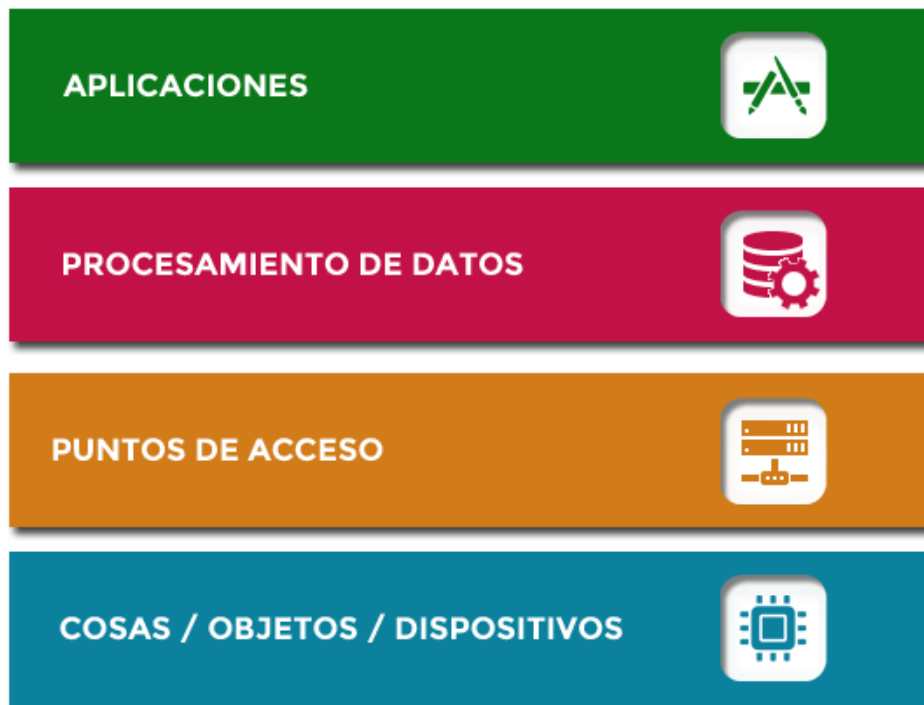 APLICACIONES
PROCESAMIENTO DE DATOS
PUNTOS DE ACCESO
COSAS / OBJETOS / DISPOSITIVOS